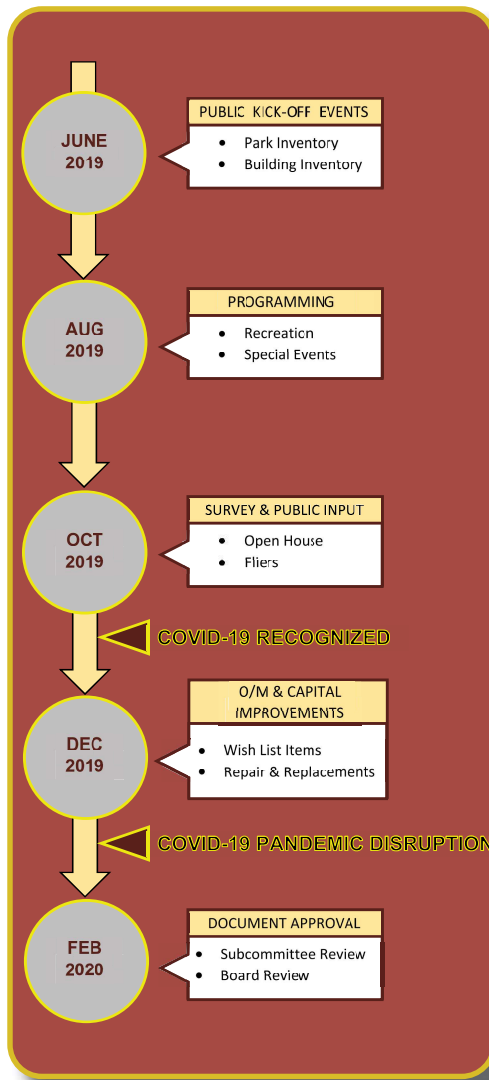 JUNE
2019
PUBLIC KICK-OFF EVENTS
• Park Inventory
• Building Inventory
AUG
2019
PROGRAMMING
• Recreation
• Special Events
OCT
2019
SURVEY & PUBLIC INPUT
• Open House
• Fliers
COVID-19 RECOGNIZED
DEC
2019
O/M & CAPITAL
IMPROVEMENTS
• Wish List Items
• Repair & Replacements
COVID-19 PANDEMIC DISRUPTION
FEB
2020
DOCUMENT APPROVAL
• Subcommittee Review
• Board Review